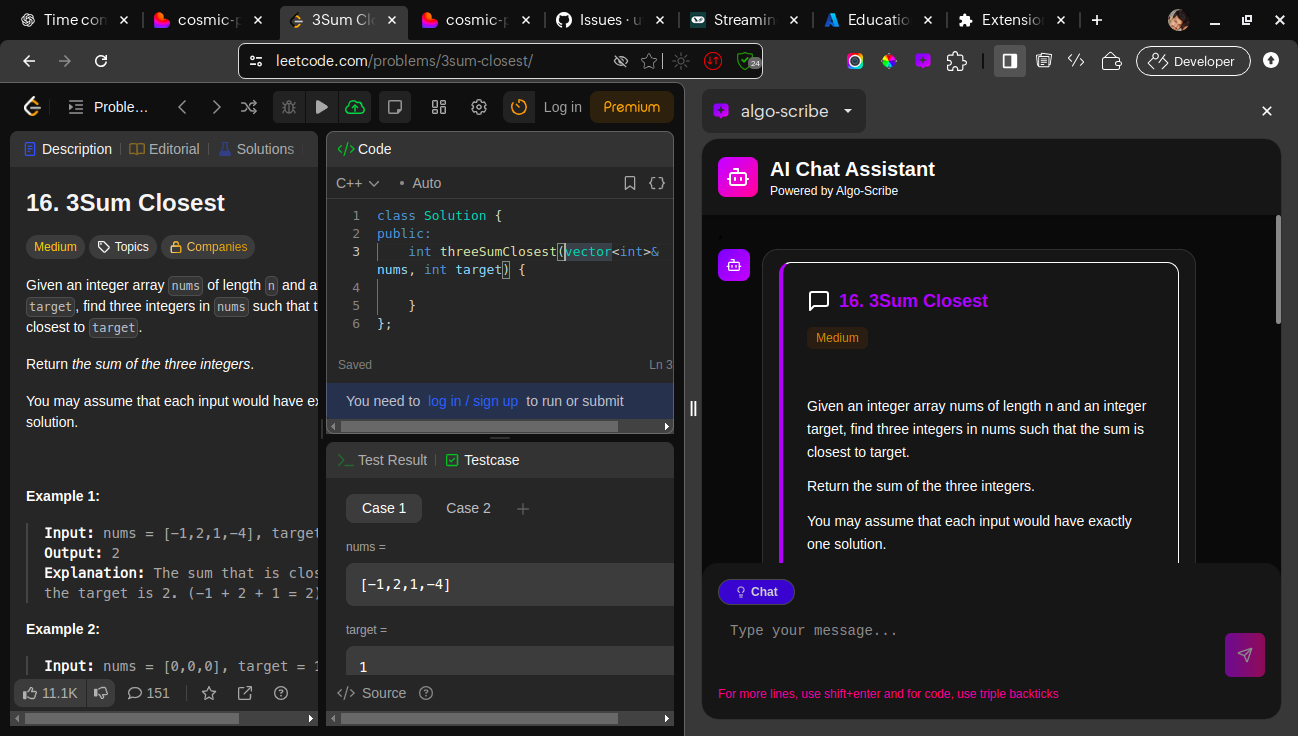 Time con
cosmic-p
3Sum Cl
cosmic-p
Issues · u
Streamin
Educatio
Extension
leetcode.com/problems/3sum-closest/
24
Developer
Proble...
Log in
Premium
Description
Editorial
Solutions
16. 3Sum Closest
Medium
Topics
Companies
Given an integer array nums of length n and a
target, find three integers in nums such that t
closest to target.
Return the sum of the three integers.
You may assume that each input would have ex
solution.
Example 1:
Input: nums = [-1,2,1,-4], target
Output: 2
Explanation: The sum that is clos
the target is 2. (-1 + 2 + 1 = 2)
Example 2:
Input: nums = [0,0,0], target = 1
11.1K
151
</> Code
C++
Auto
1 class Solution {
2 public:
3 int threeSumClosest(vector<int>&
nums, int target) {
4
5 }
6 };
Saved
Ln 3
You need to log in / sign up to run or submit
Test Result
Testcase
Case 1
Case 2
nums =
[-1,2,1,-4]
target =
1
Source
algo-scribe
AI Chat Assistant
Powered by Algo-Scribe
16. 3Sum Closest
Medium
Given an integer array nums of length n and an integer
target, find three integers in nums such that the sum is
closest to target.
Return the sum of the three integers.
You may assume that each input would have exactly
one solution.
Chat
Type your message...
For more lines, use shift+enter and for code, use triple backticks